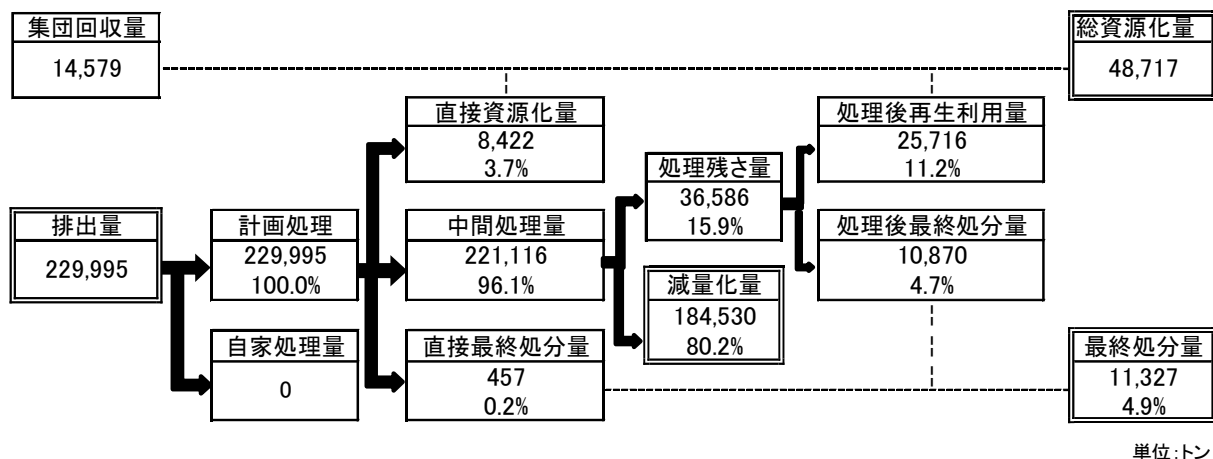 集団回収量
14,579
総資源化量
48,717
直接資源化量
8,422
3.7%
処理後再生利用量
25,716
11.2%
処理残さ量
36,586
15.9%
排出量
229,995
計画処理
229,995
100.0%
中間処理量
221,116
96.1%
処理後最終処分量
10,870
4.7%
減量化量
184,530
80.2%
自家処理量
0
直接最終処分量
457
0.2%
最終処分量
11,327
4.9%
単位:トン